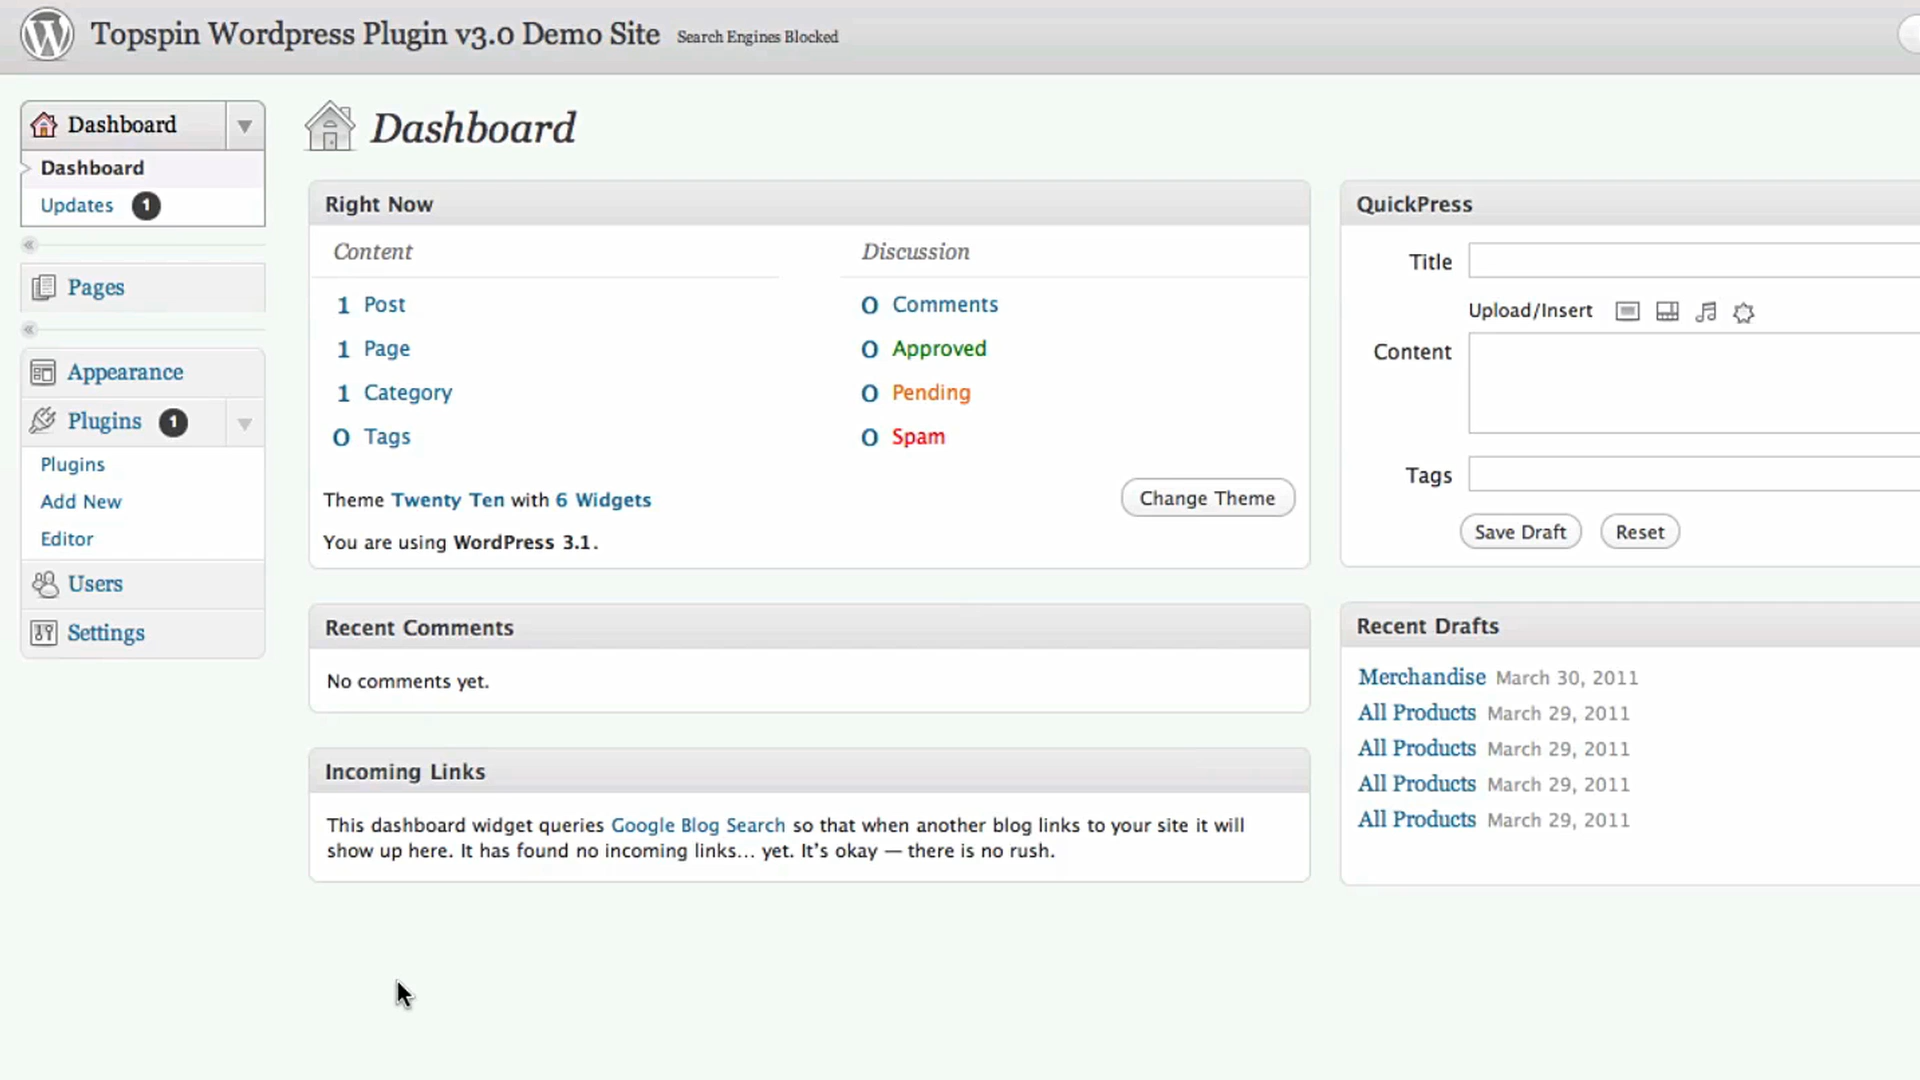 Topspin Wordpress Plugin v3.0 Demo Site Search Engines Blocked
Dashboard
Dashboard
Updates 1
Pages
Appearance
Plugins 1
Plugins
Add New
Editor
Users
Settings
Dashboard
Right Now
Content
1 Post
1 Page
1 Category
0 Tags
Discussion
0 Comments
0 Approved
0 Pending
0 Spam
Theme Twenty Ten with 6 Widgets
Change Theme
You are using WordPress 3.1.
Recent Comments
No comments yet.
Incoming Links
This dashboard widget queries Google Blog Search so that when another blog links to your site it will
show up here. It has found no incoming links... yet. It's okay — there is no rush.
QuickPress
Title
Upload/Insert
Content
Tags
Save Draft Reset
Recent Drafts
Merchandise March 30, 2011
All Products March 29, 2011
All Products March 29, 2011
All Products March 29, 2011
All Products March 29, 2011